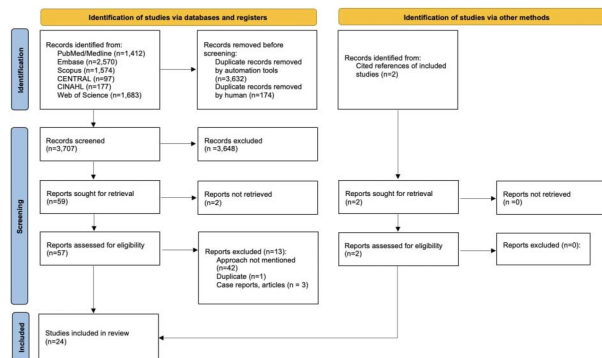 Identification of studies via databases and registers
Identification of studies via other methods
Identification
Records identified from:
PubMed/Medline (n=1,412)
Embase (n=2,570)
Scopus (n=1,574)
CENTRAL (n=97)
CINAHL (n=177)
Web of Science (n=1,683)
Records removed before
screening:
Duplicate records removed
by automation tools
(n=3,632)
Duplicate records removed
by human (n=174)
Records identified from:
Cited references of included
studies (n=2)
Screening
Records screened
(n=3,707)
Records excluded
(n =3,648)
Reports sought for retrieval
(n=59)
Reports not retrieved
(n=2)
Reports sought for retrieval
(n=2)
Reports not retrieved
(n =0)
Reports assessed for eligibility
(n=57)
Reports excluded (n=13):
Approach not mentioned
(n=42)
Duplicate (n=1)
Case reports, articles (n = 3)
Reports assessed for eligibility
(n=2)
Reports excluded (n=0):
Included
Studies included in review
(n=24)